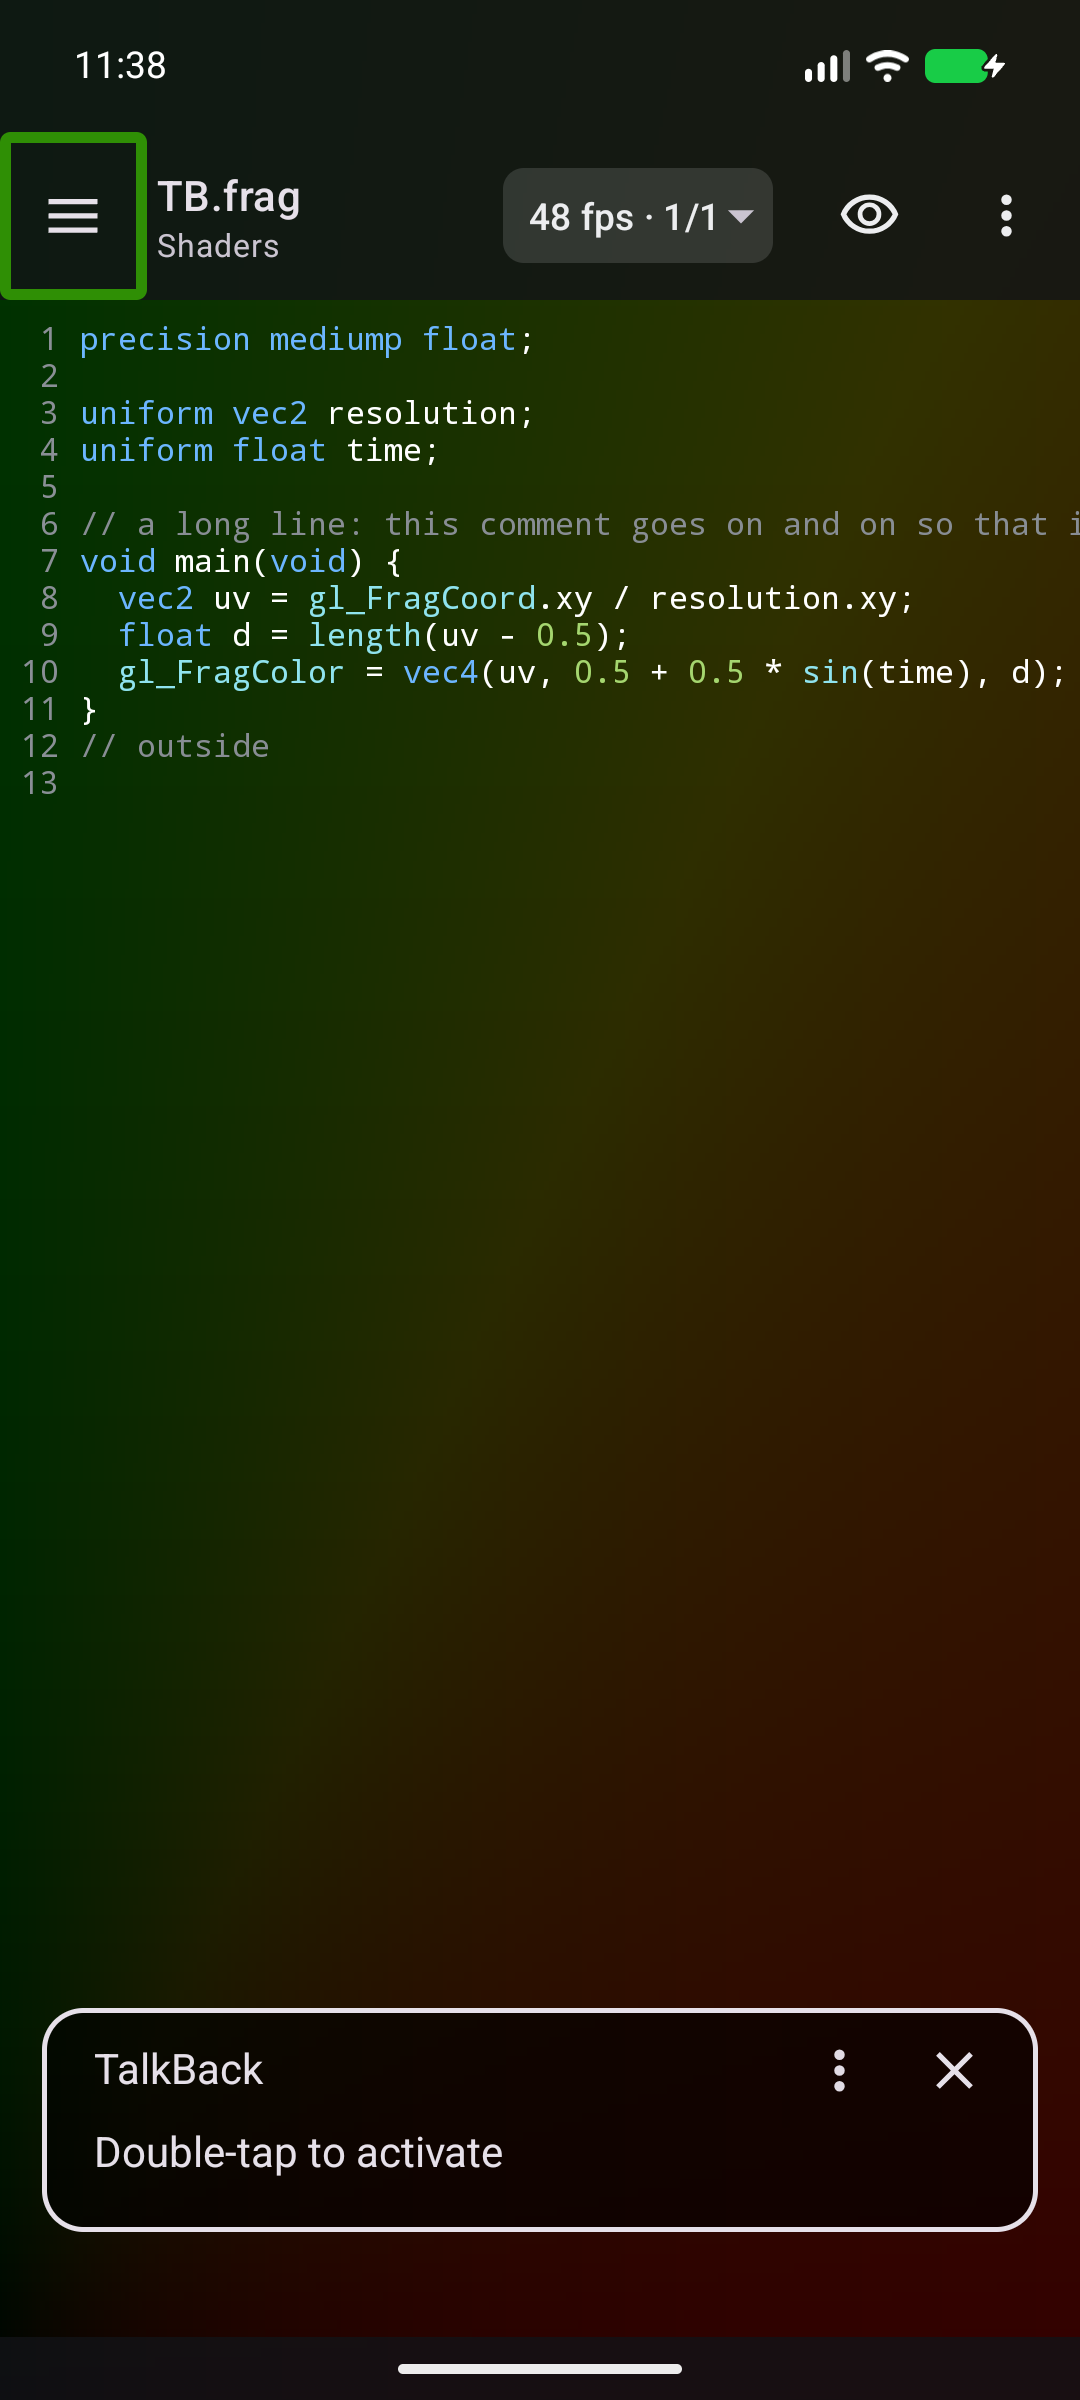 11:38
TB.frag
Shaders
48 fps · 1/1
1 precision mediump float;
2
3 uniform vec2 resolution;
4 uniform float time;
5
6 // a long line: this comment goes on and on so that i
7 void main(void) {
8   vec2 uv = gl_FragCoord.xy / resolution.xy;
9   float d = length(uv - 0.5);
10   gl_FragColor = vec4(uv, 0.5 + 0.5 * sin(time), d);
11 }
12 // outside
13
TalkBack
Double-tap to activate